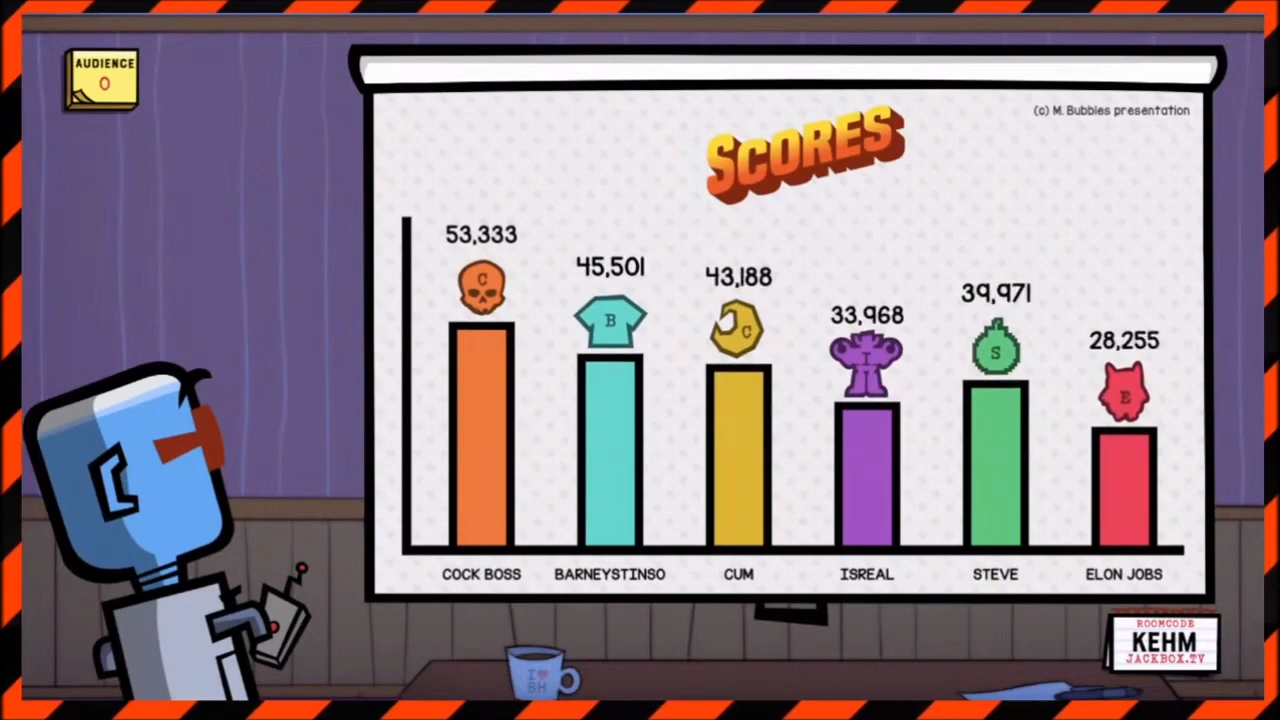 AUDIENCE
0
(c) M. Bubbles presentation
SCORES
53,333
45,501
43,188
33,968
39,971
28,255
C
B
C
I
S
E
COCK BOSS
BARNEYSTINSO
CUM
ISREAL
STEVE
ELON JOBS
ROOMCODE
KEHM
JACKBOX.TV
I ♥
BH